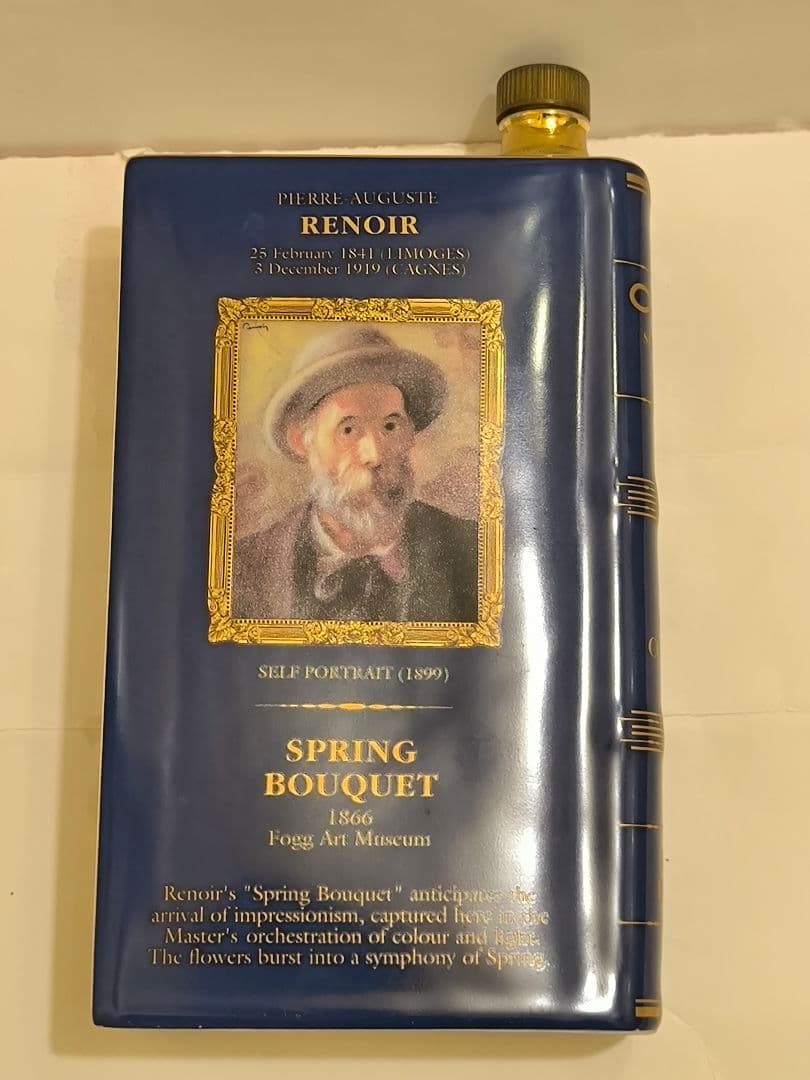 PIERRE-AUGUSTE
RENOIR
25 February 1841 (LIMOGES)
3 December 1919 (CAGNES)
SELF PORTRAIT (1899)
SPRING
BOUQUET
1866
Fogg Art Museum
Renoir's "Spring Bouquet" anticipates the
arrival of impressionism, captured here in the
Master's orchestration of colour and light.
The flowers burst into a symphony of Spring.